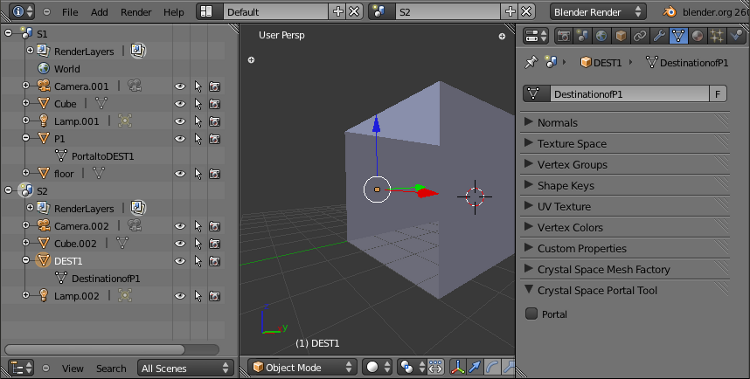 File Add Render Help
Default
S2
Blender Render
blender.org 26
S1
RenderLayers
World
Camera.001
Cube
Lamp.001
P1
PortaltoDEST1
floor
S2
RenderLayers
Camera.002
Cube.002
DEST1
DestinationofP1
Lamp.002
View Search All Scenes
User Persp
z
y
(1) DEST1
Object Mode
DEST1
DestinationofP1
DestinationofP1
F
Normals
Texture Space
Vertex Groups
Shape Keys
UV Texture
Vertex Colors
Custom Properties
Crystal Space Mesh Factory
Crystal Space Portal Tool
Portal